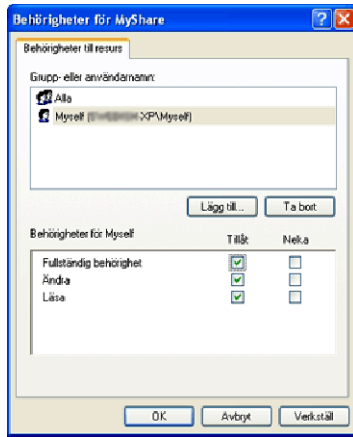 Behörigheter för MyShare
Behörigheter till resurs
Grupp- eller användarnamn:
Alla
Myself ( -XP\Myself)
Lägg till... Ta bort
Behörigheter för Myself Tillåt Neka
Fullständig behörighet
Ändra
Läsa
OK Avbryt Verkställ